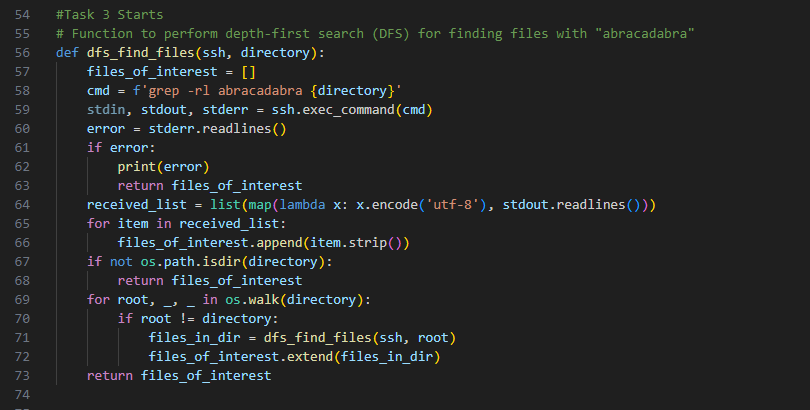 54 #Task 3 Starts
55 # Function to perform depth-first search (DFS) for finding files with "abracadabra"
56 def dfs_find_files(ssh, directory):
57     files_of_interest = []
58     cmd = f'grep -rl abracadabra {directory}'
59     stdin, stdout, stderr = ssh.exec_command(cmd)
60     error = stderr.readlines()
61     if error:
62         print(error)
63         return files_of_interest
64     received_list = list(map(lambda x: x.encode('utf-8'), stdout.readlines()))
65     for item in received_list:
66         files_of_interest.append(item.strip())
67     if not os.path.isdir(directory):
68         return files_of_interest
69     for root, _, _ in os.walk(directory):
70         if root != directory:
71             files_in_dir = dfs_find_files(ssh, root)
72             files_of_interest.extend(files_in_dir)
73     return files_of_interest
74